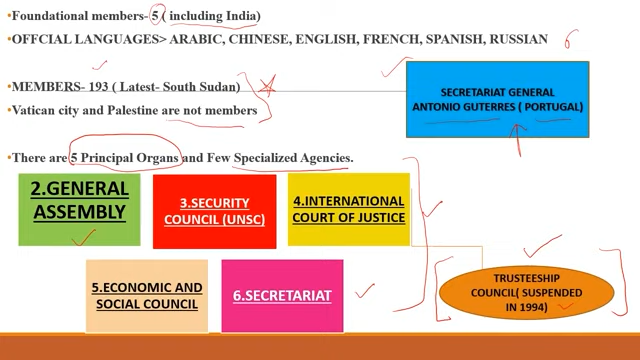 •Foundational members- 5 ( including India)
•OFFCIAL LANGUAGES> ARABIC, CHINESE, ENGLISH, FRENCH, SPANISH, RUSSIAN 6
•MEMBERS- 193 ( Latest- South Sudan)
•Vatican city and Palestine are not members
SECRETARIAT GENERAL
ANTONIO GUTERRES ( PORTUGAL)
•There are 5 Principal Organs and Few Specialized Agencies.
2.GENERAL
ASSEMBLY
3.SECURITY
COUNCIL (UNSC)
4.INTERNATIONAL
COURT OF JUSTICE
5.ECONOMIC AND
SOCIAL COUNCIL
6.SECRETARIAT
TRUSTEESHIP
COUNCIL( SUSPENDED
IN 1994)